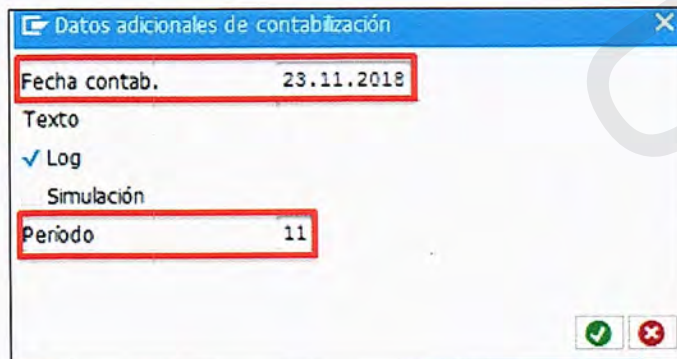 Datos adicionales de contabilización
Fecha contab. 23.11.2018
Texto
Log
Simulación
Período 11